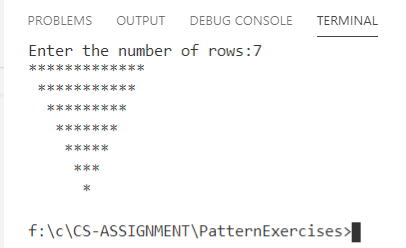 PROBLEMS OUTPUT DEBUG CONSOLE TERMINAL
Enter the number of rows:7
*************
 ***********
  *********
   *******
    *****
     ***
      *
f:\c\CS-ASSIGNMENT\PatternExercises>